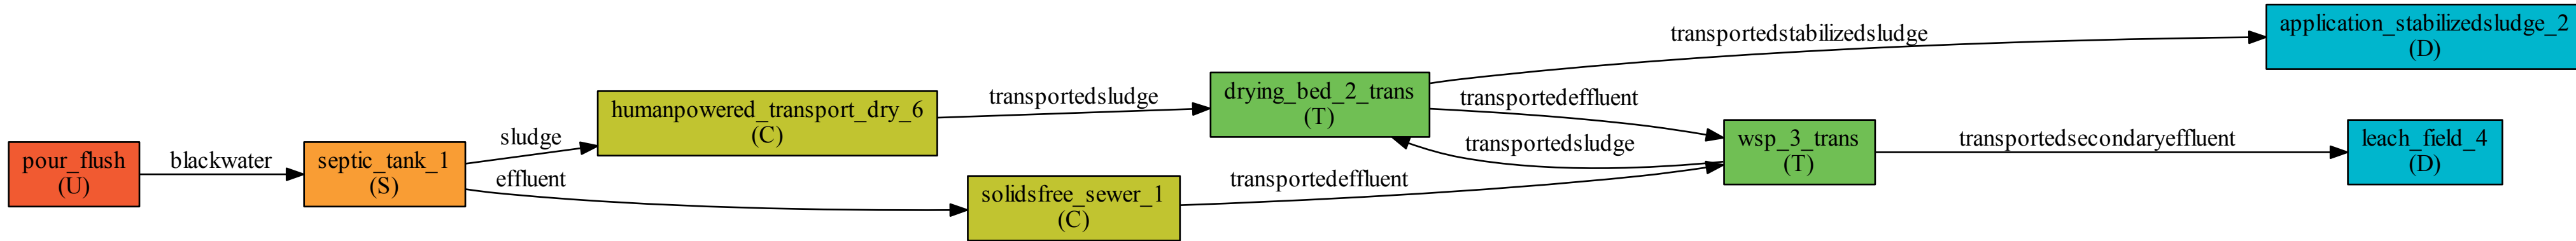 pour_flush
(U)
blackwater
septic_tank_1
(S)
sludge
effluent
humanpowered_transport_dry_6
(C)
solidsfree_sewer_1
(C)
transportedsludge
transportedeffluent
drying_bed_2_trans
(T)
transportedstabilizedsludge
transportedeffluent
transportedsludge
wsp_3_trans
(T)
transportedsecondaryeffluent
application_stabilizedsludge_2
(D)
leach_field_4
(D)